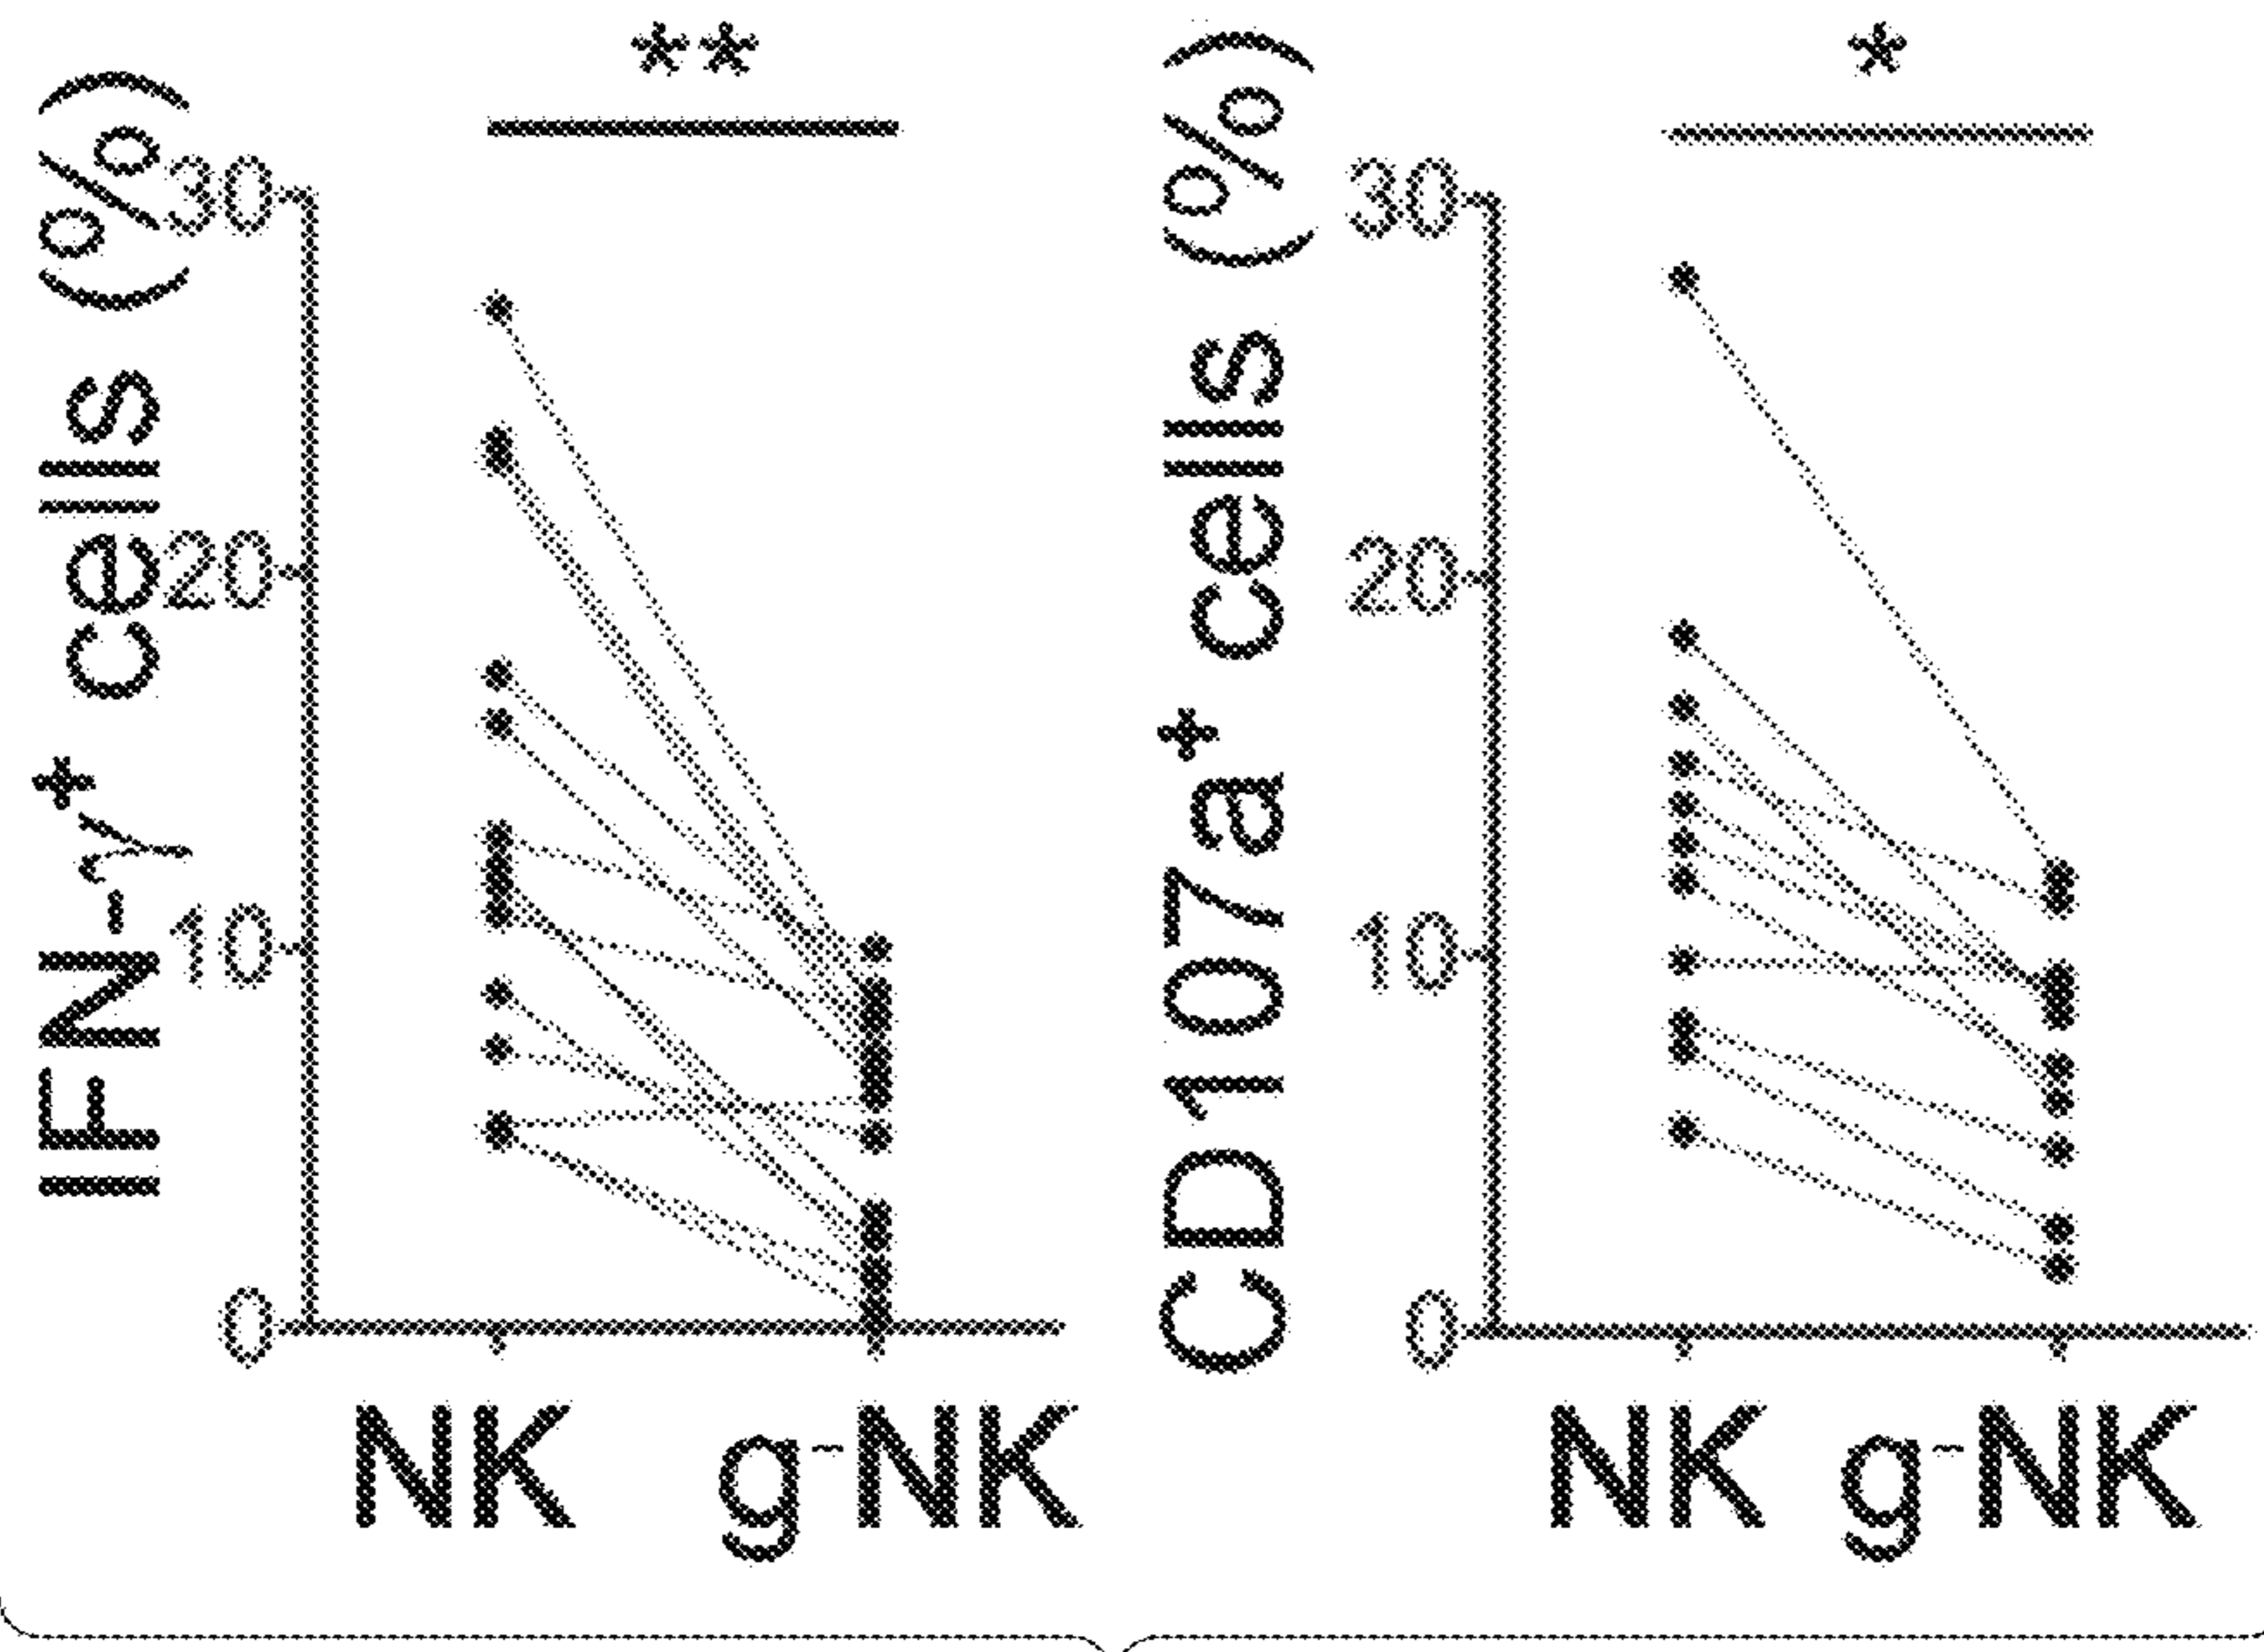 IFN-γ⁺ cells (%)
**
30
20
10
0
NK g-NK
CD107a⁺ cells (%)
*
30
20
10
0
NK g-NK